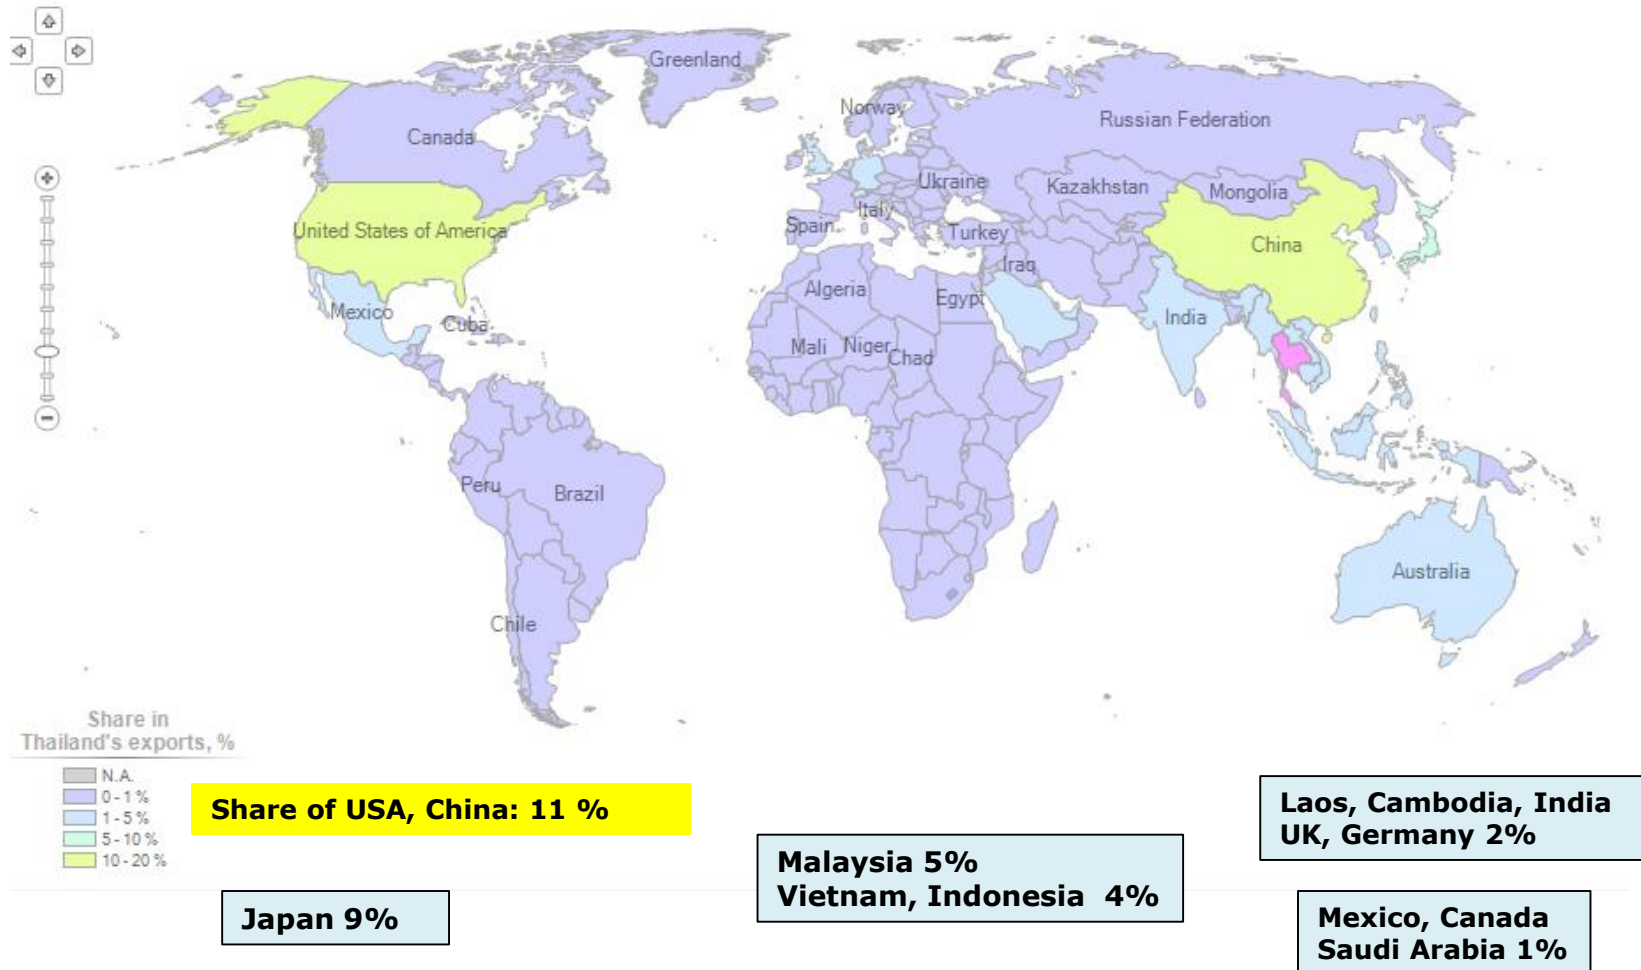 Greenland
Norway
Russian Federation
Canada
Ukraine
Kazakhstan
Mongolia
Italy
United States of America
Spain
Turkey
China
Iraq
Algeria
Egypt
Mexico
India
Cuba
Mali
Niger
Chad
Peru
Brazil
Australia
Chile
Share in
Thailand's exports, %
N.A.
0 - 1 %
1 - 5 %
5 - 10 %
10 - 20 %
Share of USA, China: 11 %
Japan 9%
Malaysia 5%
Vietnam, Indonesia 4%
Laos, Cambodia, India
UK, Germany 2%
Mexico, Canada
Saudi Arabia 1%